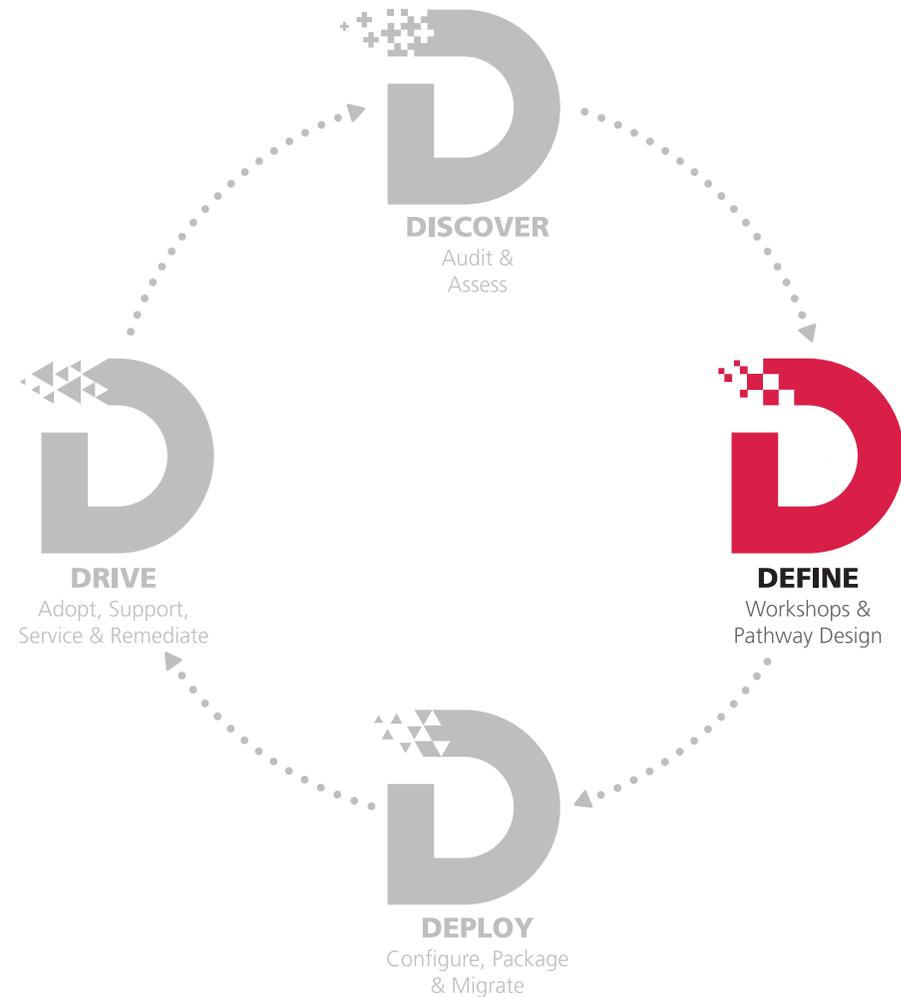 DISCOVER
Audit &
Assess
DRIVE
Adopt, Support,
Service & Remediate
DEFINE
Workshops &
Pathway Design
DEPLOY
Configure, Package
& Migrate